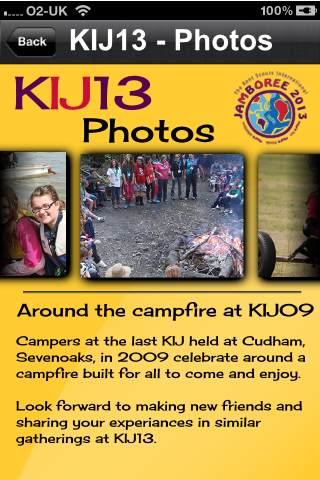 O2-UK 100%
Back KIJ13 - Photos
KIJ13
Photos
The Kent Scouts International
JAMBOREE 2013
Around the campfire at KIJ09
Campers at the last KIJ held at Cudham,
Sevenoaks, in 2009 celebrate around a
campfire built for all to come and enjoy.
Look forward to making new friends and
sharing your experiances in similar
gatherings at KIJ13.